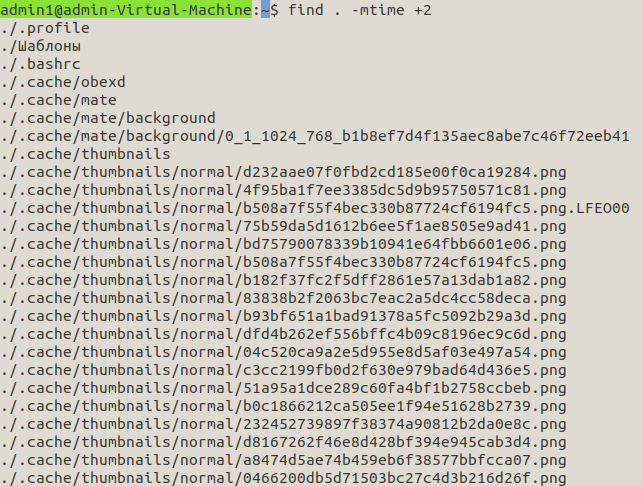 admin1@admin-Virtual-Machine:~$ find . -mtime +2
./.profile
./Шаблоны
./.bashrc
./.cache/obexd
./.cache/mate
./.cache/mate/background
./.cache/mate/background/0_1_1024_768_b1b8ef7d4f135aec8abe7c46f72eeb41
./.cache/thumbnails
./.cache/thumbnails/normal/d232aae07f0fbd2cd185e00f0ca19284.png
./.cache/thumbnails/normal/4f95ba1f7ee3385dc5d9b95750571c81.png
./.cache/thumbnails/normal/b508a7f55f4bec330b87724cf6194fc5.png.LFEO00
./.cache/thumbnails/normal/75b59da5d1612b6ee5f1ae8505e9ad41.png
./.cache/thumbnails/normal/bd75790078339b10941e64fbb6601e06.png
./.cache/thumbnails/normal/b508a7f55f4bec330b87724cf6194fc5.png
./.cache/thumbnails/normal/b182f37fc2f5dff2861e57a13dab1a82.png
./.cache/thumbnails/normal/83838b2f2063bc7eac2a5dc4cc58deca.png
./.cache/thumbnails/normal/b93bf651a1bad91378a5fc5092b29a3d.png
./.cache/thumbnails/normal/dfd4b262ef556bffc4b09c8196ec9c6d.png
./.cache/thumbnails/normal/04c520ca9a2e5d955e8d5af03e497a54.png
./.cache/thumbnails/normal/c3cc2199fb0d2f630e979bad64d436e5.png
./.cache/thumbnails/normal/51a95a1dce289c60fa4bf1b2758ccbeb.png
./.cache/thumbnails/normal/b0c1866212ca505ee1f94e51628b2739.png
./.cache/thumbnails/normal/232452739897f38374a90812b2da0e8c.png
./.cache/thumbnails/normal/d8167262f46e8d428bf394e945cab3d4.png
./.cache/thumbnails/normal/a8474d5ae74b459eb6f38577bbfcca07.png
./.cache/thumbnails/normal/0466200db5d71503bc27c4d3b216d26f.png